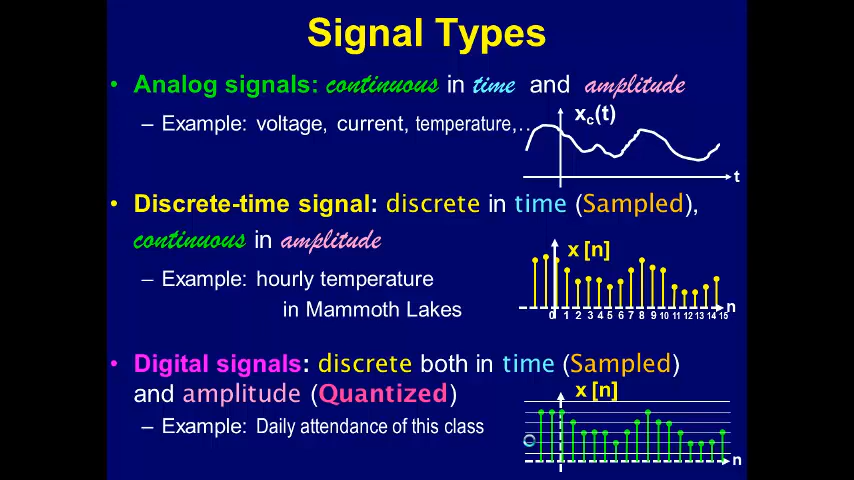 Signal Types
• Analog signals: continuous in time and amplitude
– Example: voltage, current, temperature,…
xc(t)
t
• Discrete-time signal: discrete in time (Sampled),
continuous in amplitude
– Example: hourly temperature
in Mammoth Lakes
x [n]
n
0 1 2 3 4 5 6 7 8 9 10 11 12 13 14 15
• Digital signals: discrete both in time (Sampled)
and amplitude (Quantized)
– Example: Daily attendance of this class
x [n]
n